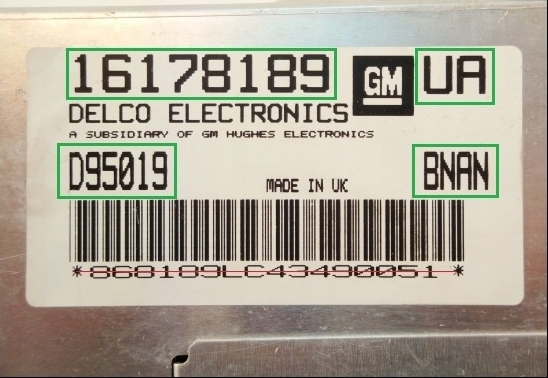 16178189 GM UA
DELCO ELECTRONICS
A SUBSIDIARY OF GM HUGHES ELECTRONICS
D95019 BNAN
MADE IN UK
*868189LC43490051*